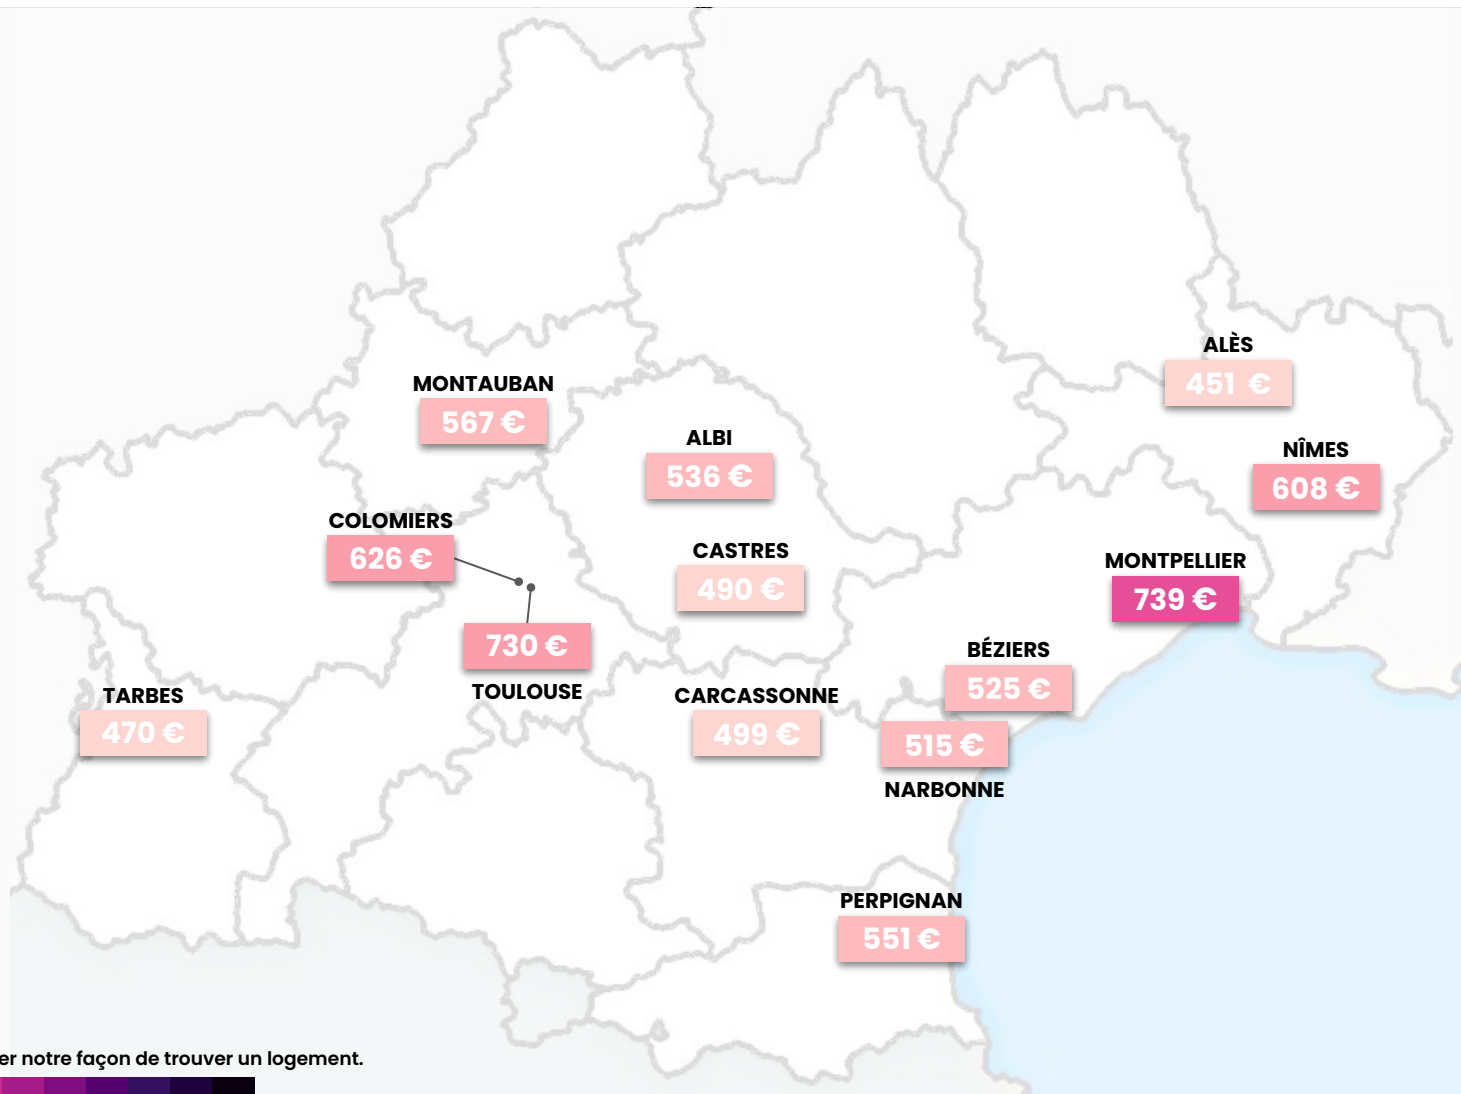 ALÈS
451 €
MONTAUBAN
567 €
ALBI
536 €
NÎMES
608 €
COLOMIERS
626 €
CASTRES
490 €
MONTPELLIER
739 €
730 €
TOULOUSE
BÉZIERS
525 €
TARBES
470 €
CARCASSONNE
499 €
515 €
NARBONNE
PERPIGNAN
551 €
er notre façon de trouver un logement.